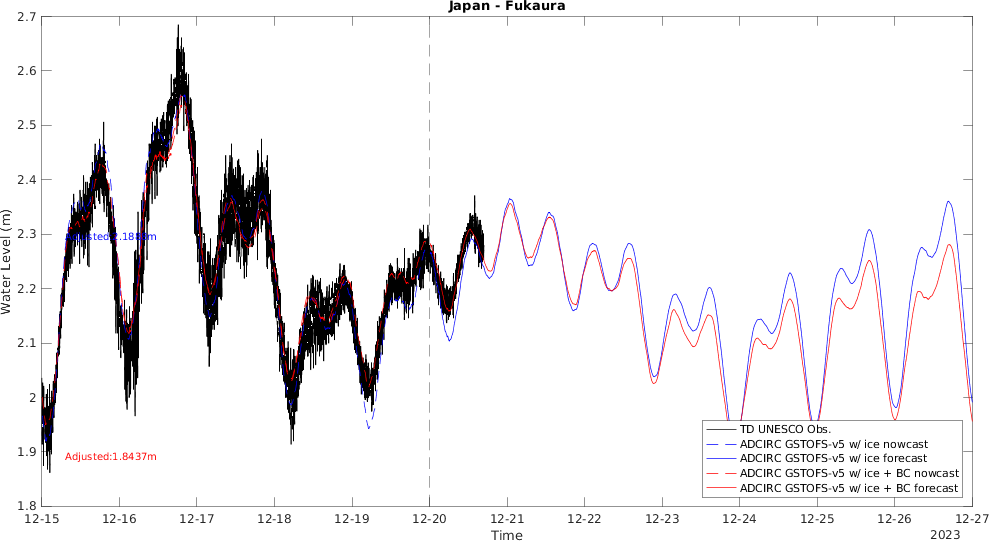 Japan - Fukaura
2.7
2.6
2.5
2.4
2.3
2.2
2.1
2
1.9
1.8
Water Level (m)
Adjusted:1.8437m
TD UNESCO Obs.
ADCIRC GSTOFS-v5 w/ ice nowcast
ADCIRC GSTOFS-v5 w/ ice forecast
ADCIRC GSTOFS-v5 w/ ice + BC nowcast
ADCIRC GSTOFS-v5 w/ ice + BC forecast
12-15 12-16 12-17 12-18 12-19 12-20 12-21 12-22 12-23 12-24 12-25 12-26 12-27
Time
2023